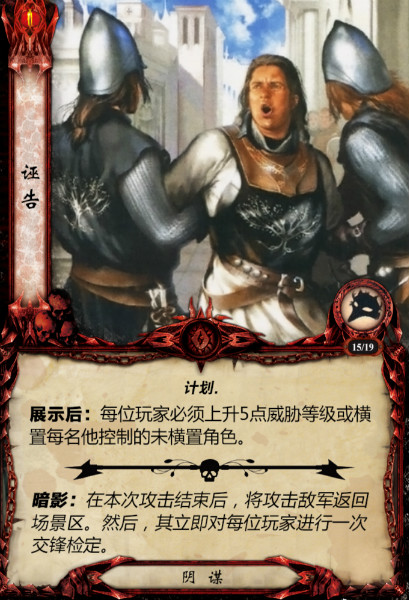 诬告
15/19
计划.
展示后：每位玩家必须上升5点威胁等级或横
置每名他控制的未横置角色。
暗影：在本次攻击结束后，将攻击敌军返回
场景区。然后，其立即对每位玩家进行一次
交锋检定。
阴谋